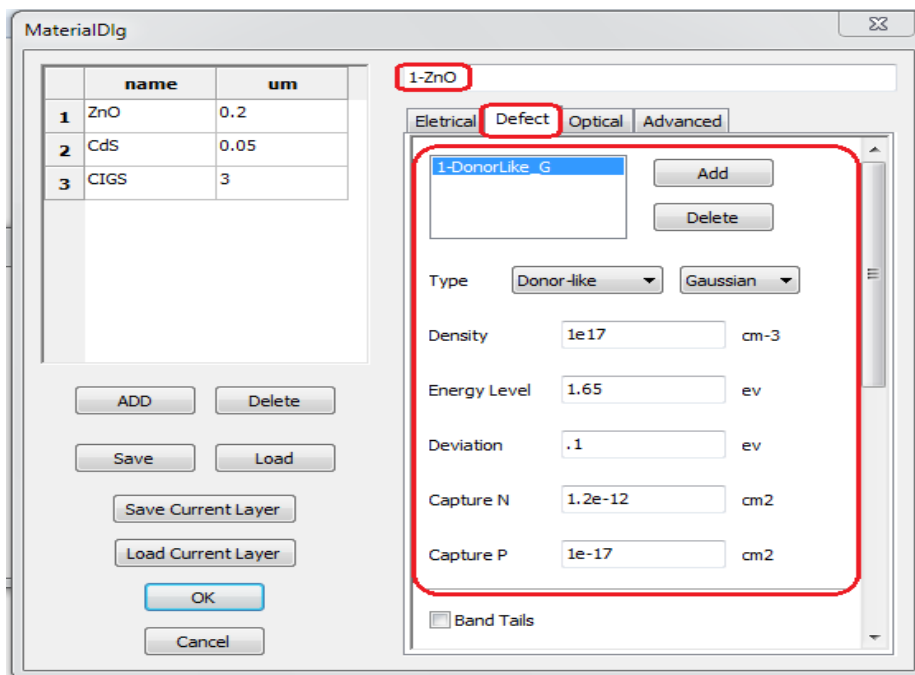 MaterialDlg
name um
1 ZnO 0.2
2 CdS 0.05
3 CIGS 3
ADD Delete
Save Load
Save Current Layer
Load Current Layer
OK
Cancel
1-ZnO
Eletrical Defect Optical Advanced
1-DonorLike_G
Add
Delete
Type Donor-like Gaussian
Density 1e17 cm-3
Energy Level 1.65 ev
Deviation .1 ev
Capture N 1.2e-12 cm2
Capture P 1e-17 cm2
Band Tails